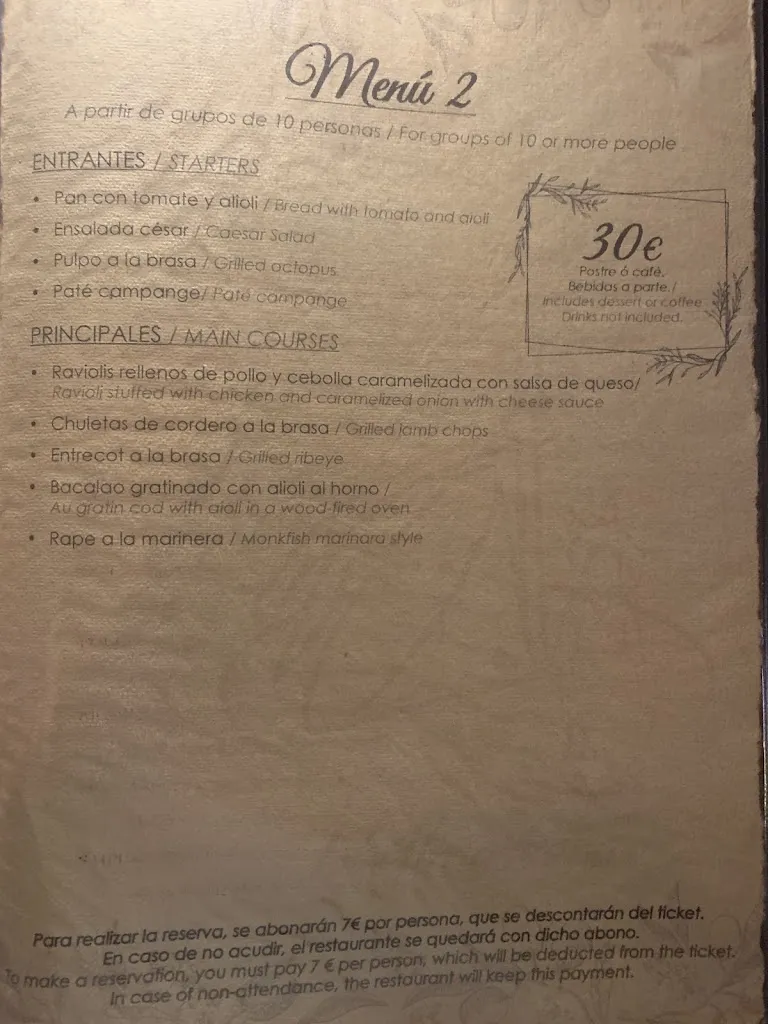 Menú 2
A partir de grupos de 10 personas / For groups of 10 or more people
ENTRANTES / STARTERS
• Pan con tomate y alioli / Bread with tomato and aioli
• Ensalada césar / Caesar Salad
• Pulpo a la brasa / Grilled octopus
• Paté campange/ Paté campange
30€
Postre ó café.
Bebidas a parte./
Includes dessert or coffee
Drinks not included.
PRINCIPALES / MAIN COURSES
• Raviolis rellenos de pollo y cebolla caramelizada con salsa de queso/
Ravioli stuffed with chicken and caramelized onion with cheese sauce
• Chuletas de cordero a la brasa / Grilled lamb chops
• Entrecot a la brasa / Grilled ribeye
• Bacalao gratinado con alioli al horno /
Au gratin cod with aioli in a wood-fired oven
• Rape a la marinera / Monkfish marinara style
Para realizar la reserva, se abonarán 7€ por persona, que se descontarán del ticket.
En caso de no acudir, el restaurante se quedará con dicho abono.
To make a reservation, you must pay 7 € per person, which will be deducted from the ticket.
In case of non-attendance, the restaurant will keep this payment.